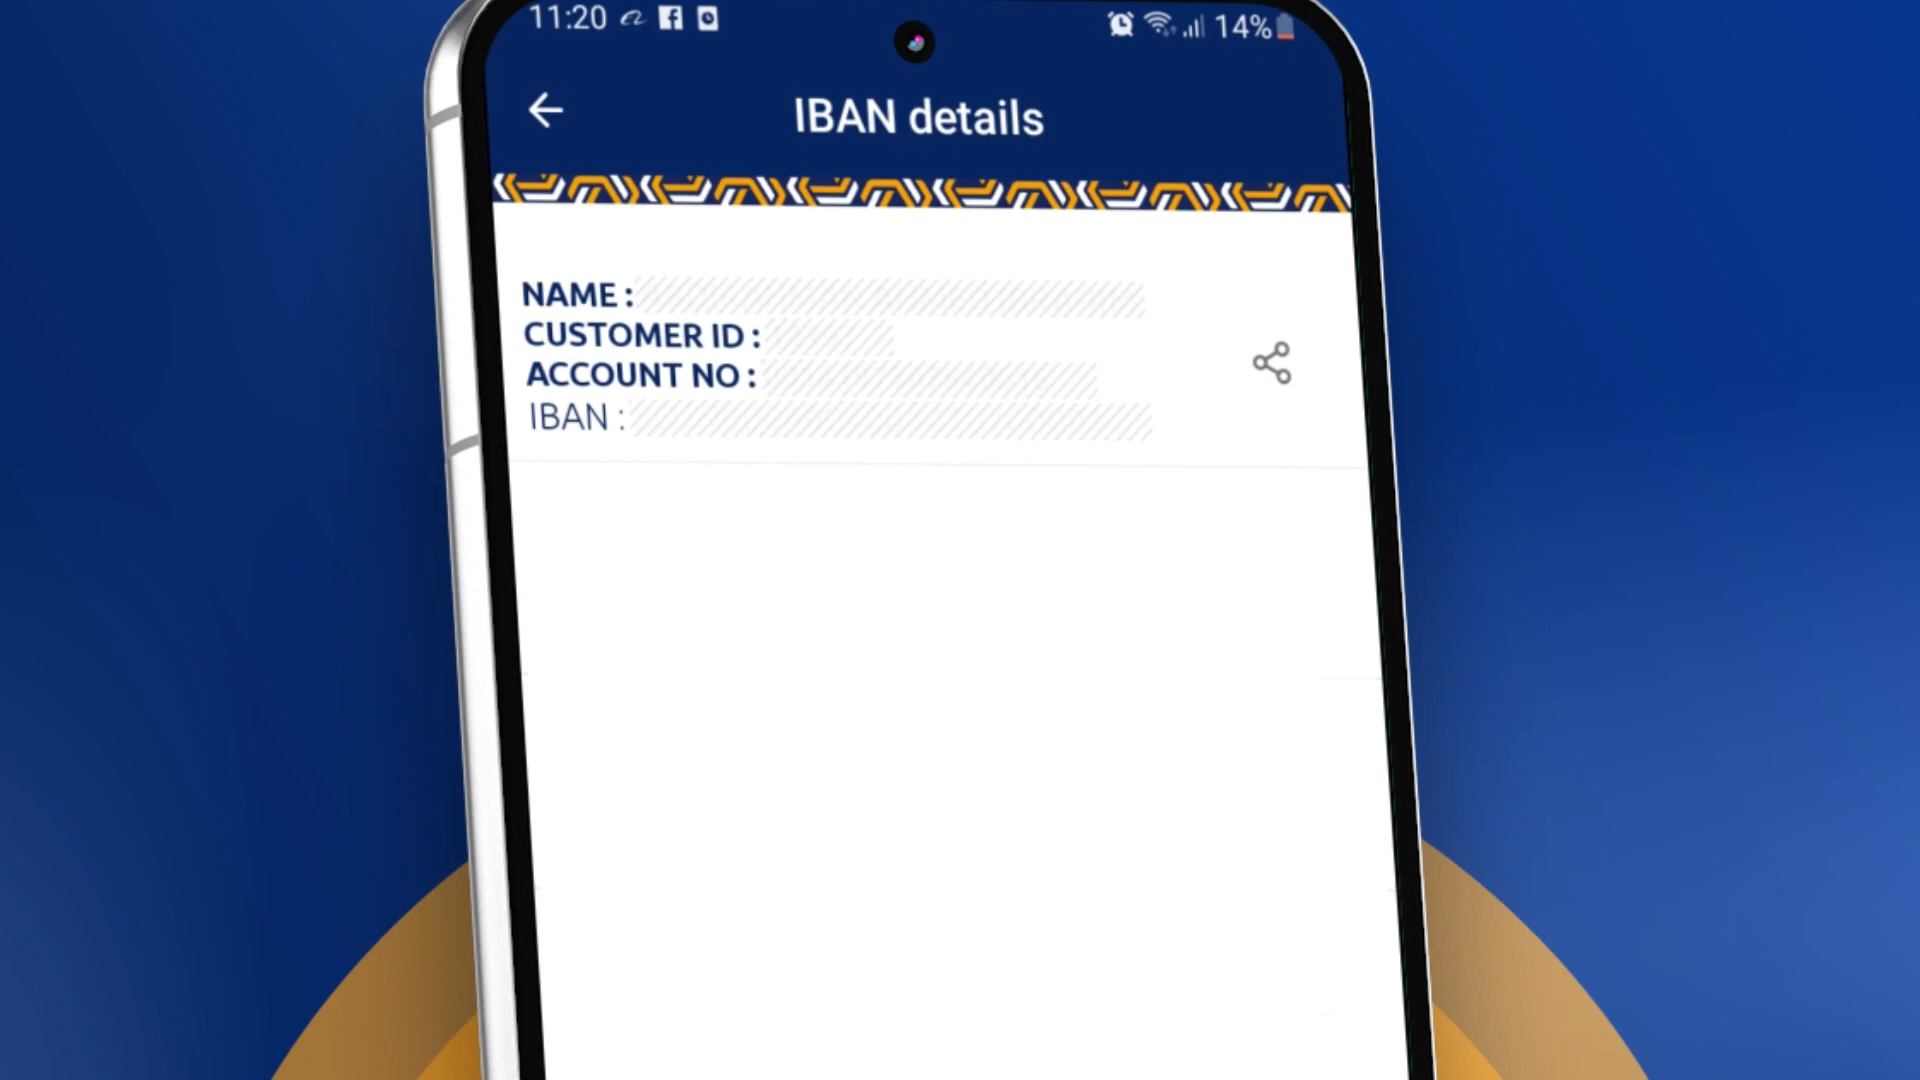 11:20 14%
IBAN details
NAME :
CUSTOMER ID :
ACCOUNT NO :
IBAN :